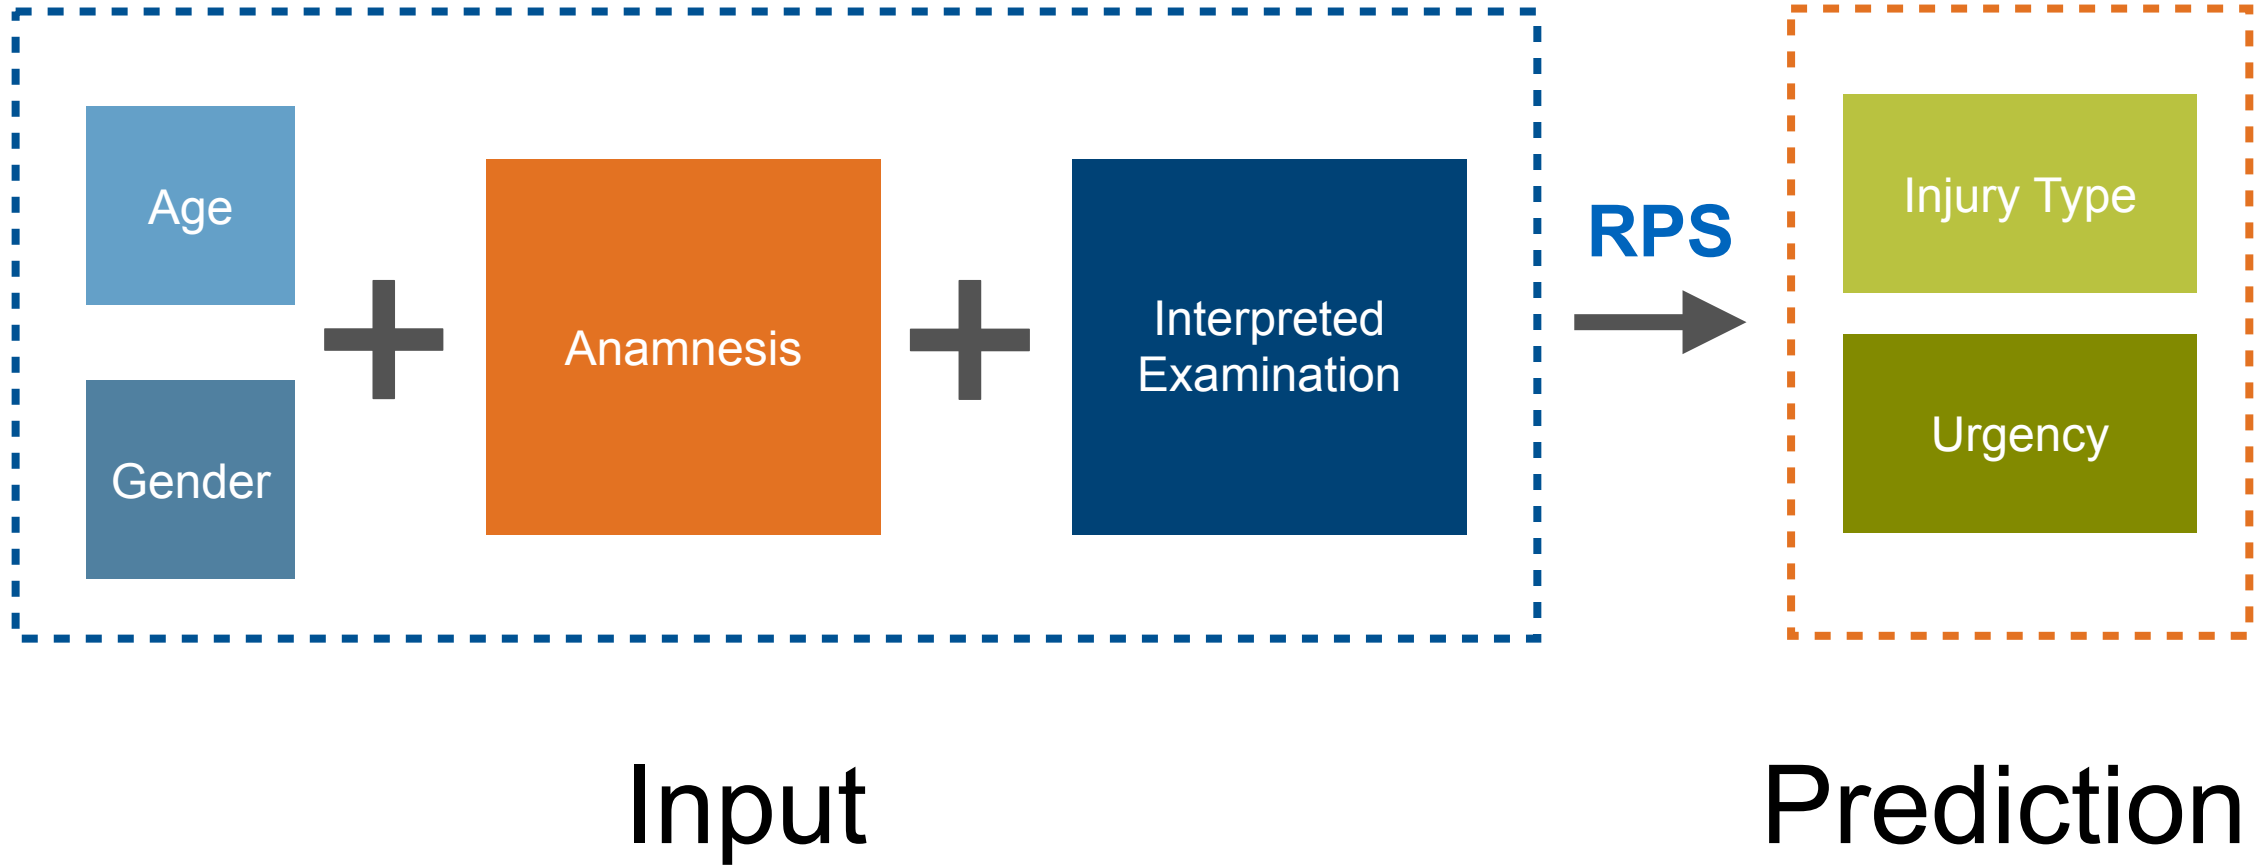 Age
Gender
Anamnesis
Interpreted
Examination
RPS
Injury Type
Urgency
Input
Prediction